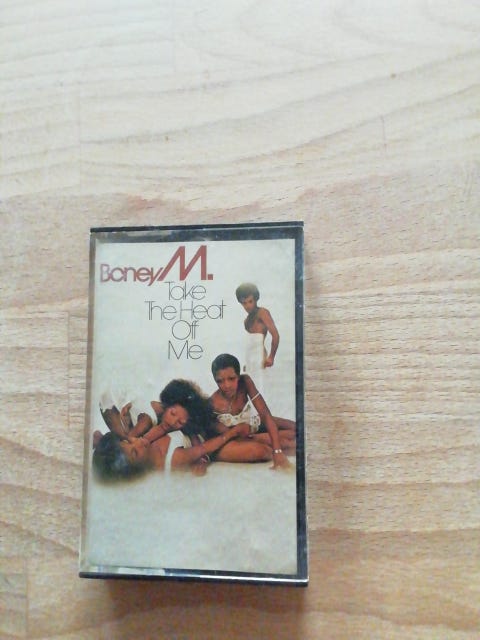 Boney M.
Take
The Heat
Off
Me